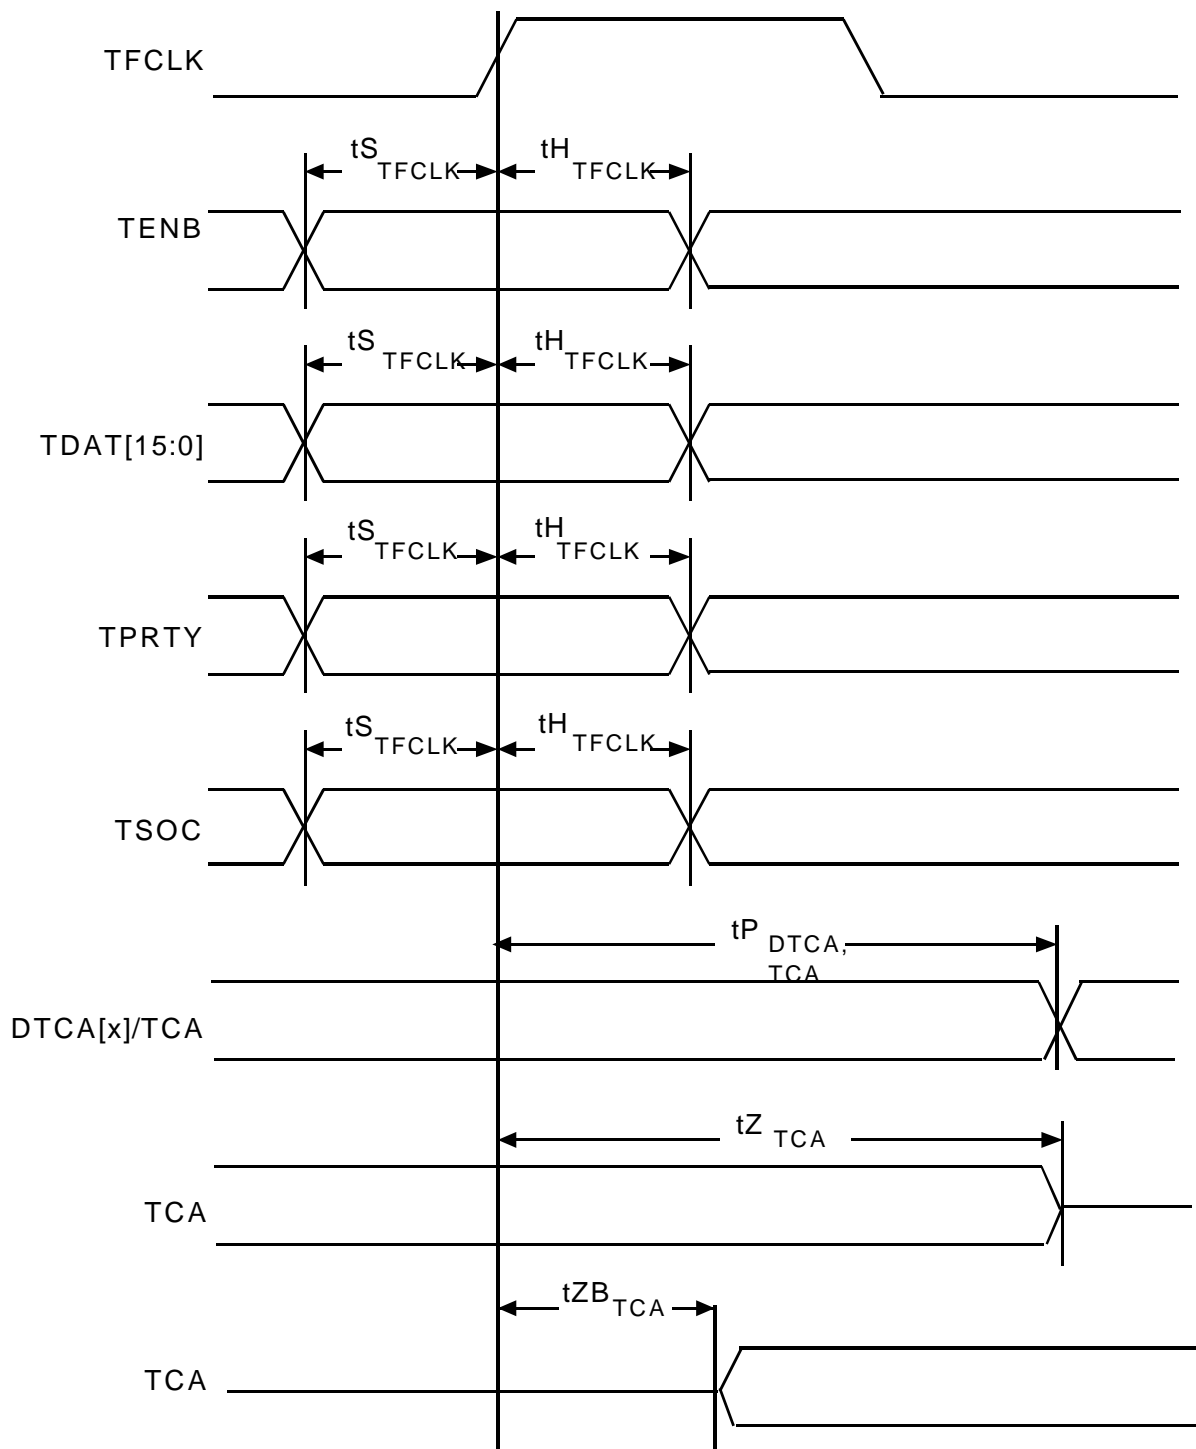 TFCLK
tS TFCLK tH TFCLK
TENB
tS TFCLK tH TFCLK
TDAT[15:0]
tS TFCLK tH TFCLK
TPRTY
tS TFCLK tH TFCLK
TSOC
tP DTCA,
TCA
DTCA[x]/TCA
tZ TCA
TCA
tZB TCA
TCA